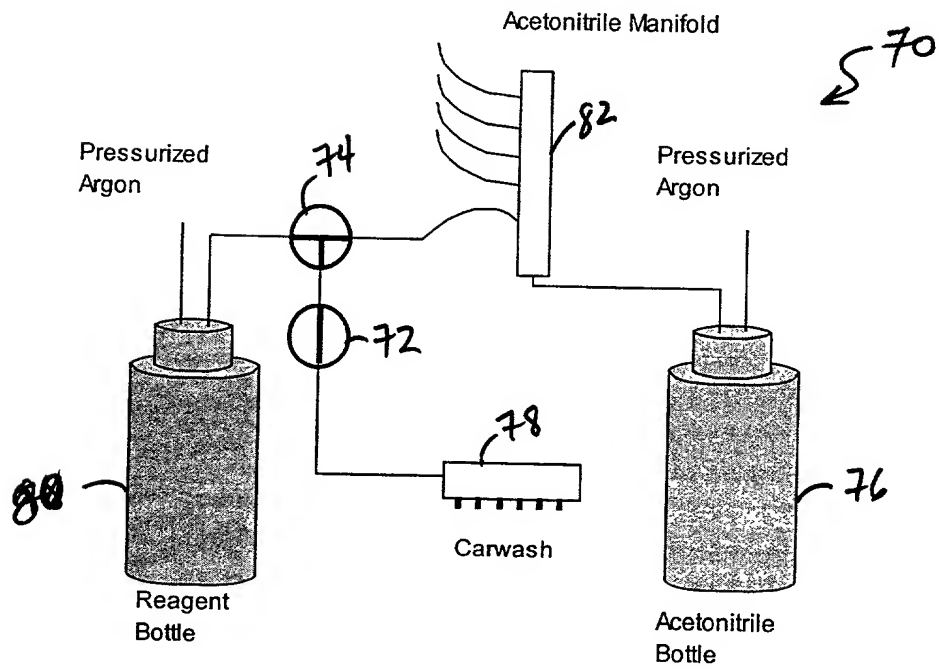 Acetonitrile Manifold
70
82
Pressurized
Argon
74
Pressurized
Argon
72
78
80
76
Carwash
Reagent
Bottle
Acetonitrile
Bottle